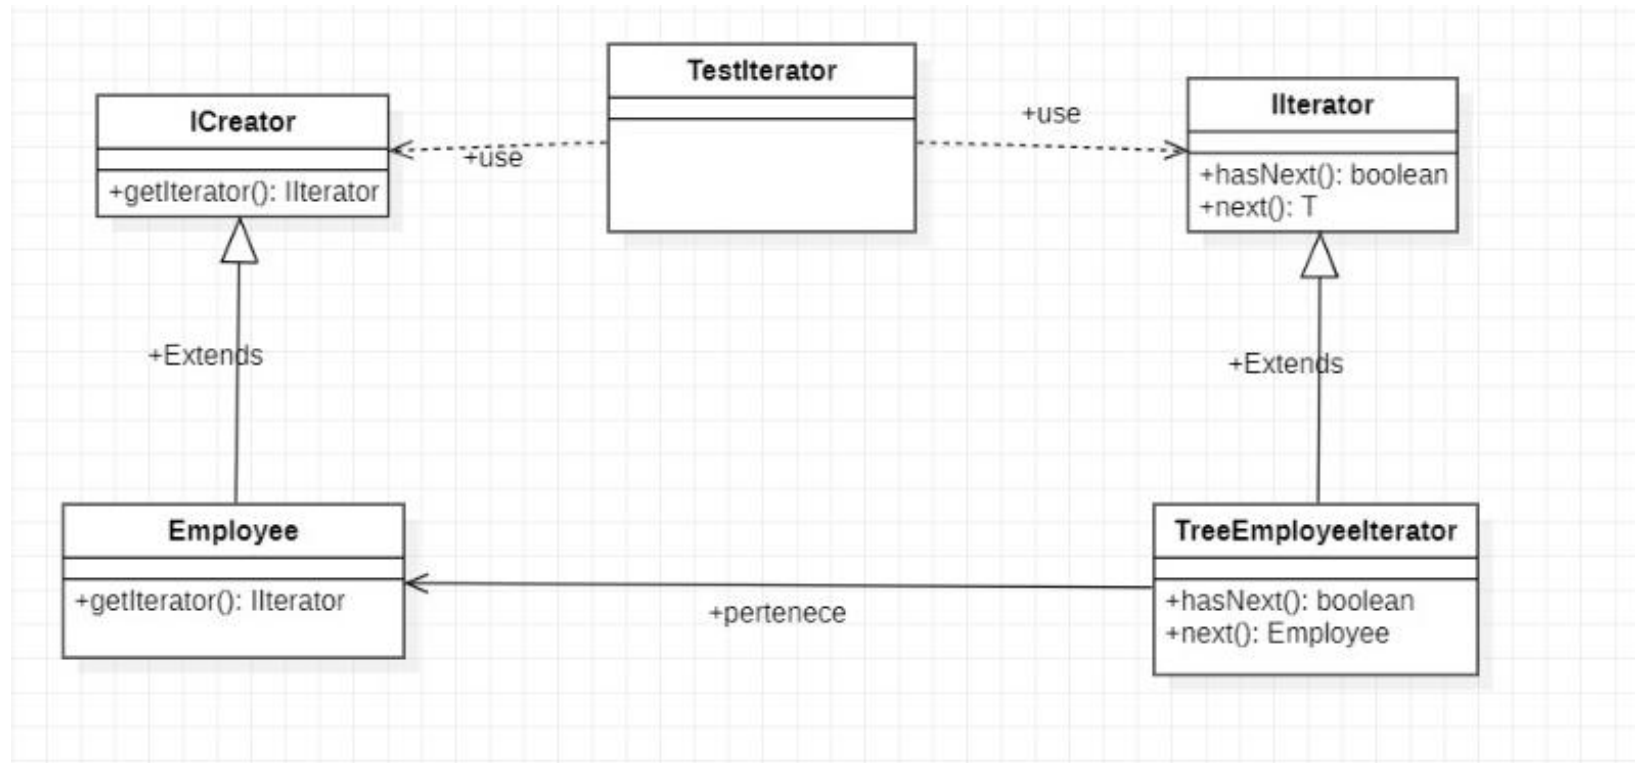 TestIterator
ICreator
+getIterator(): IIterator
+use
+use
IIterator
+hasNext(): boolean
+next(): T
+Extends
+Extends
Employee
+getIterator(): IIterator
+pertenece
TreeEmployeeIterator
+hasNext(): boolean
+next(): Employee